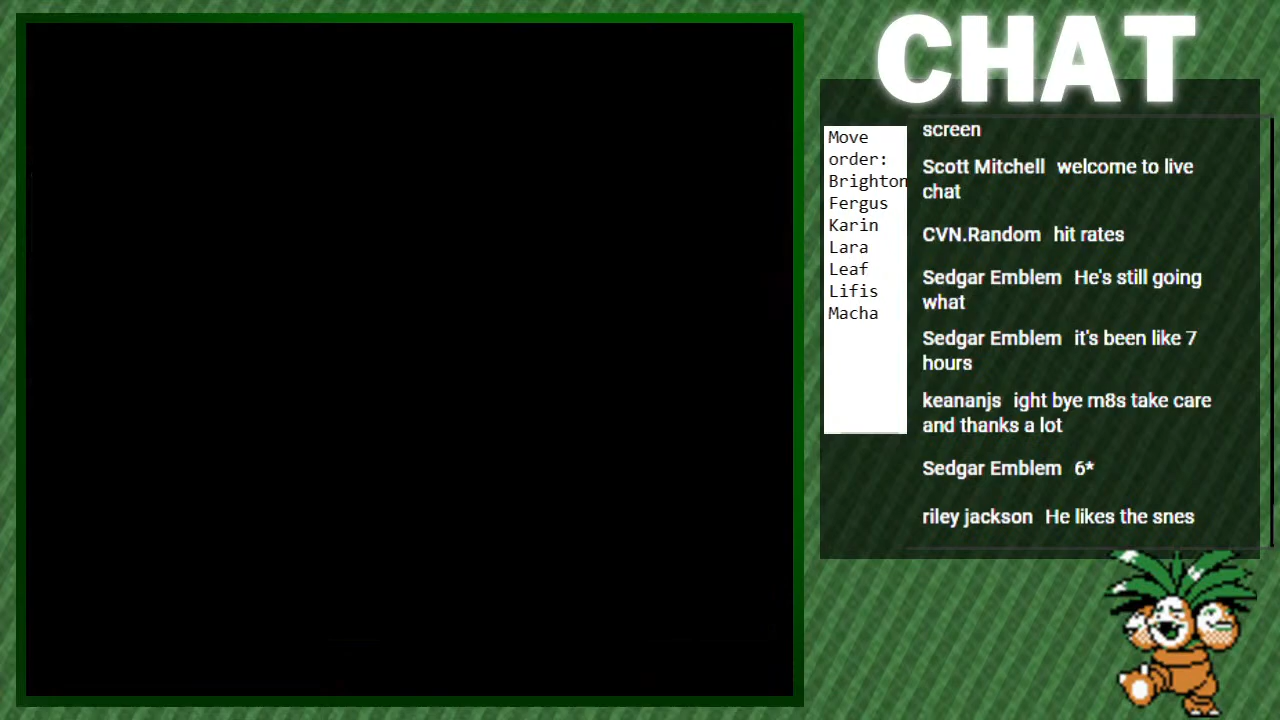 CHAT
Move
order:
Brighton
Fergus
Karin
Lara
Leaf
Lifis
Macha
screen
Scott Mitchell welcome to live
chat
CVN.Random hit rates
Sedgar Emblem He's still going
what
Sedgar Emblem it's been like 7
hours
keananjs ight bye m8s take care
and thanks a lot
Sedgar Emblem 6*
riley jackson He likes the snes